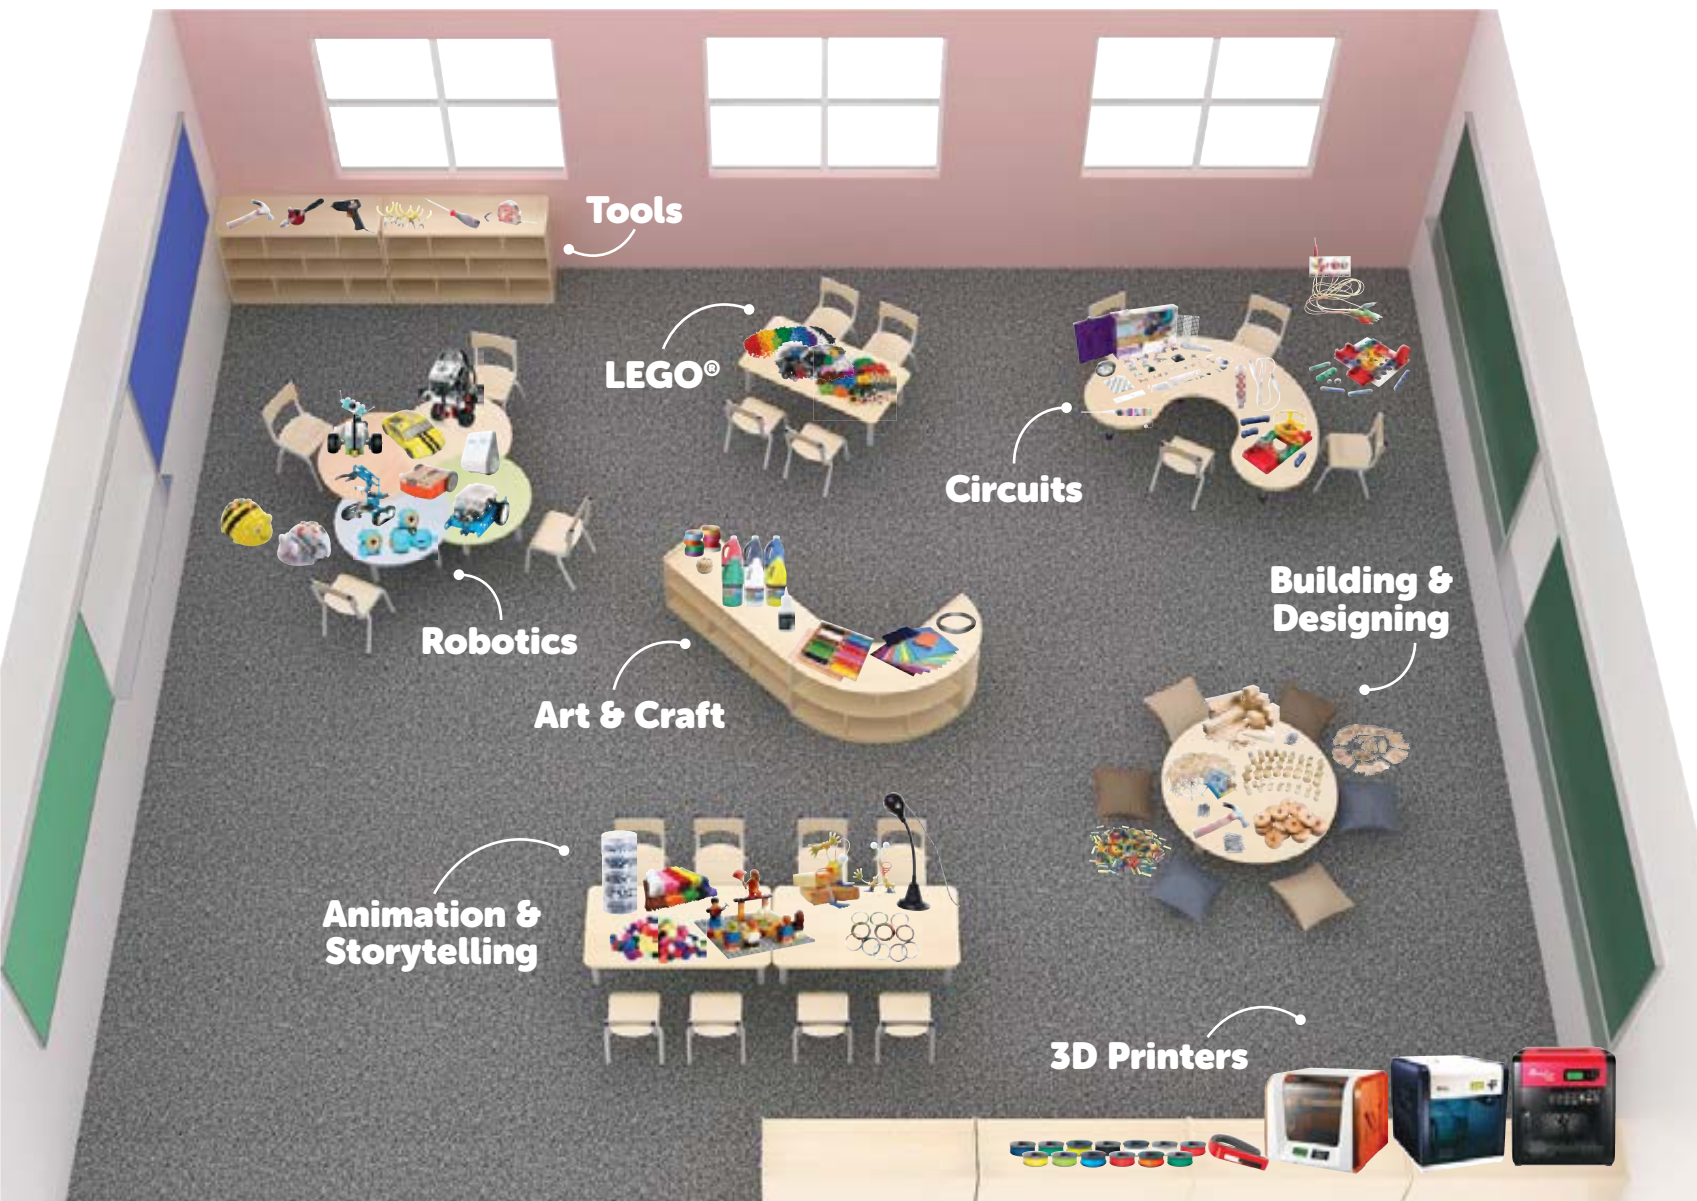 Tools
LEGO®
Circuits
Robotics
Building &
Designing
Art & Craft
Animation &
Storytelling
3D Printers